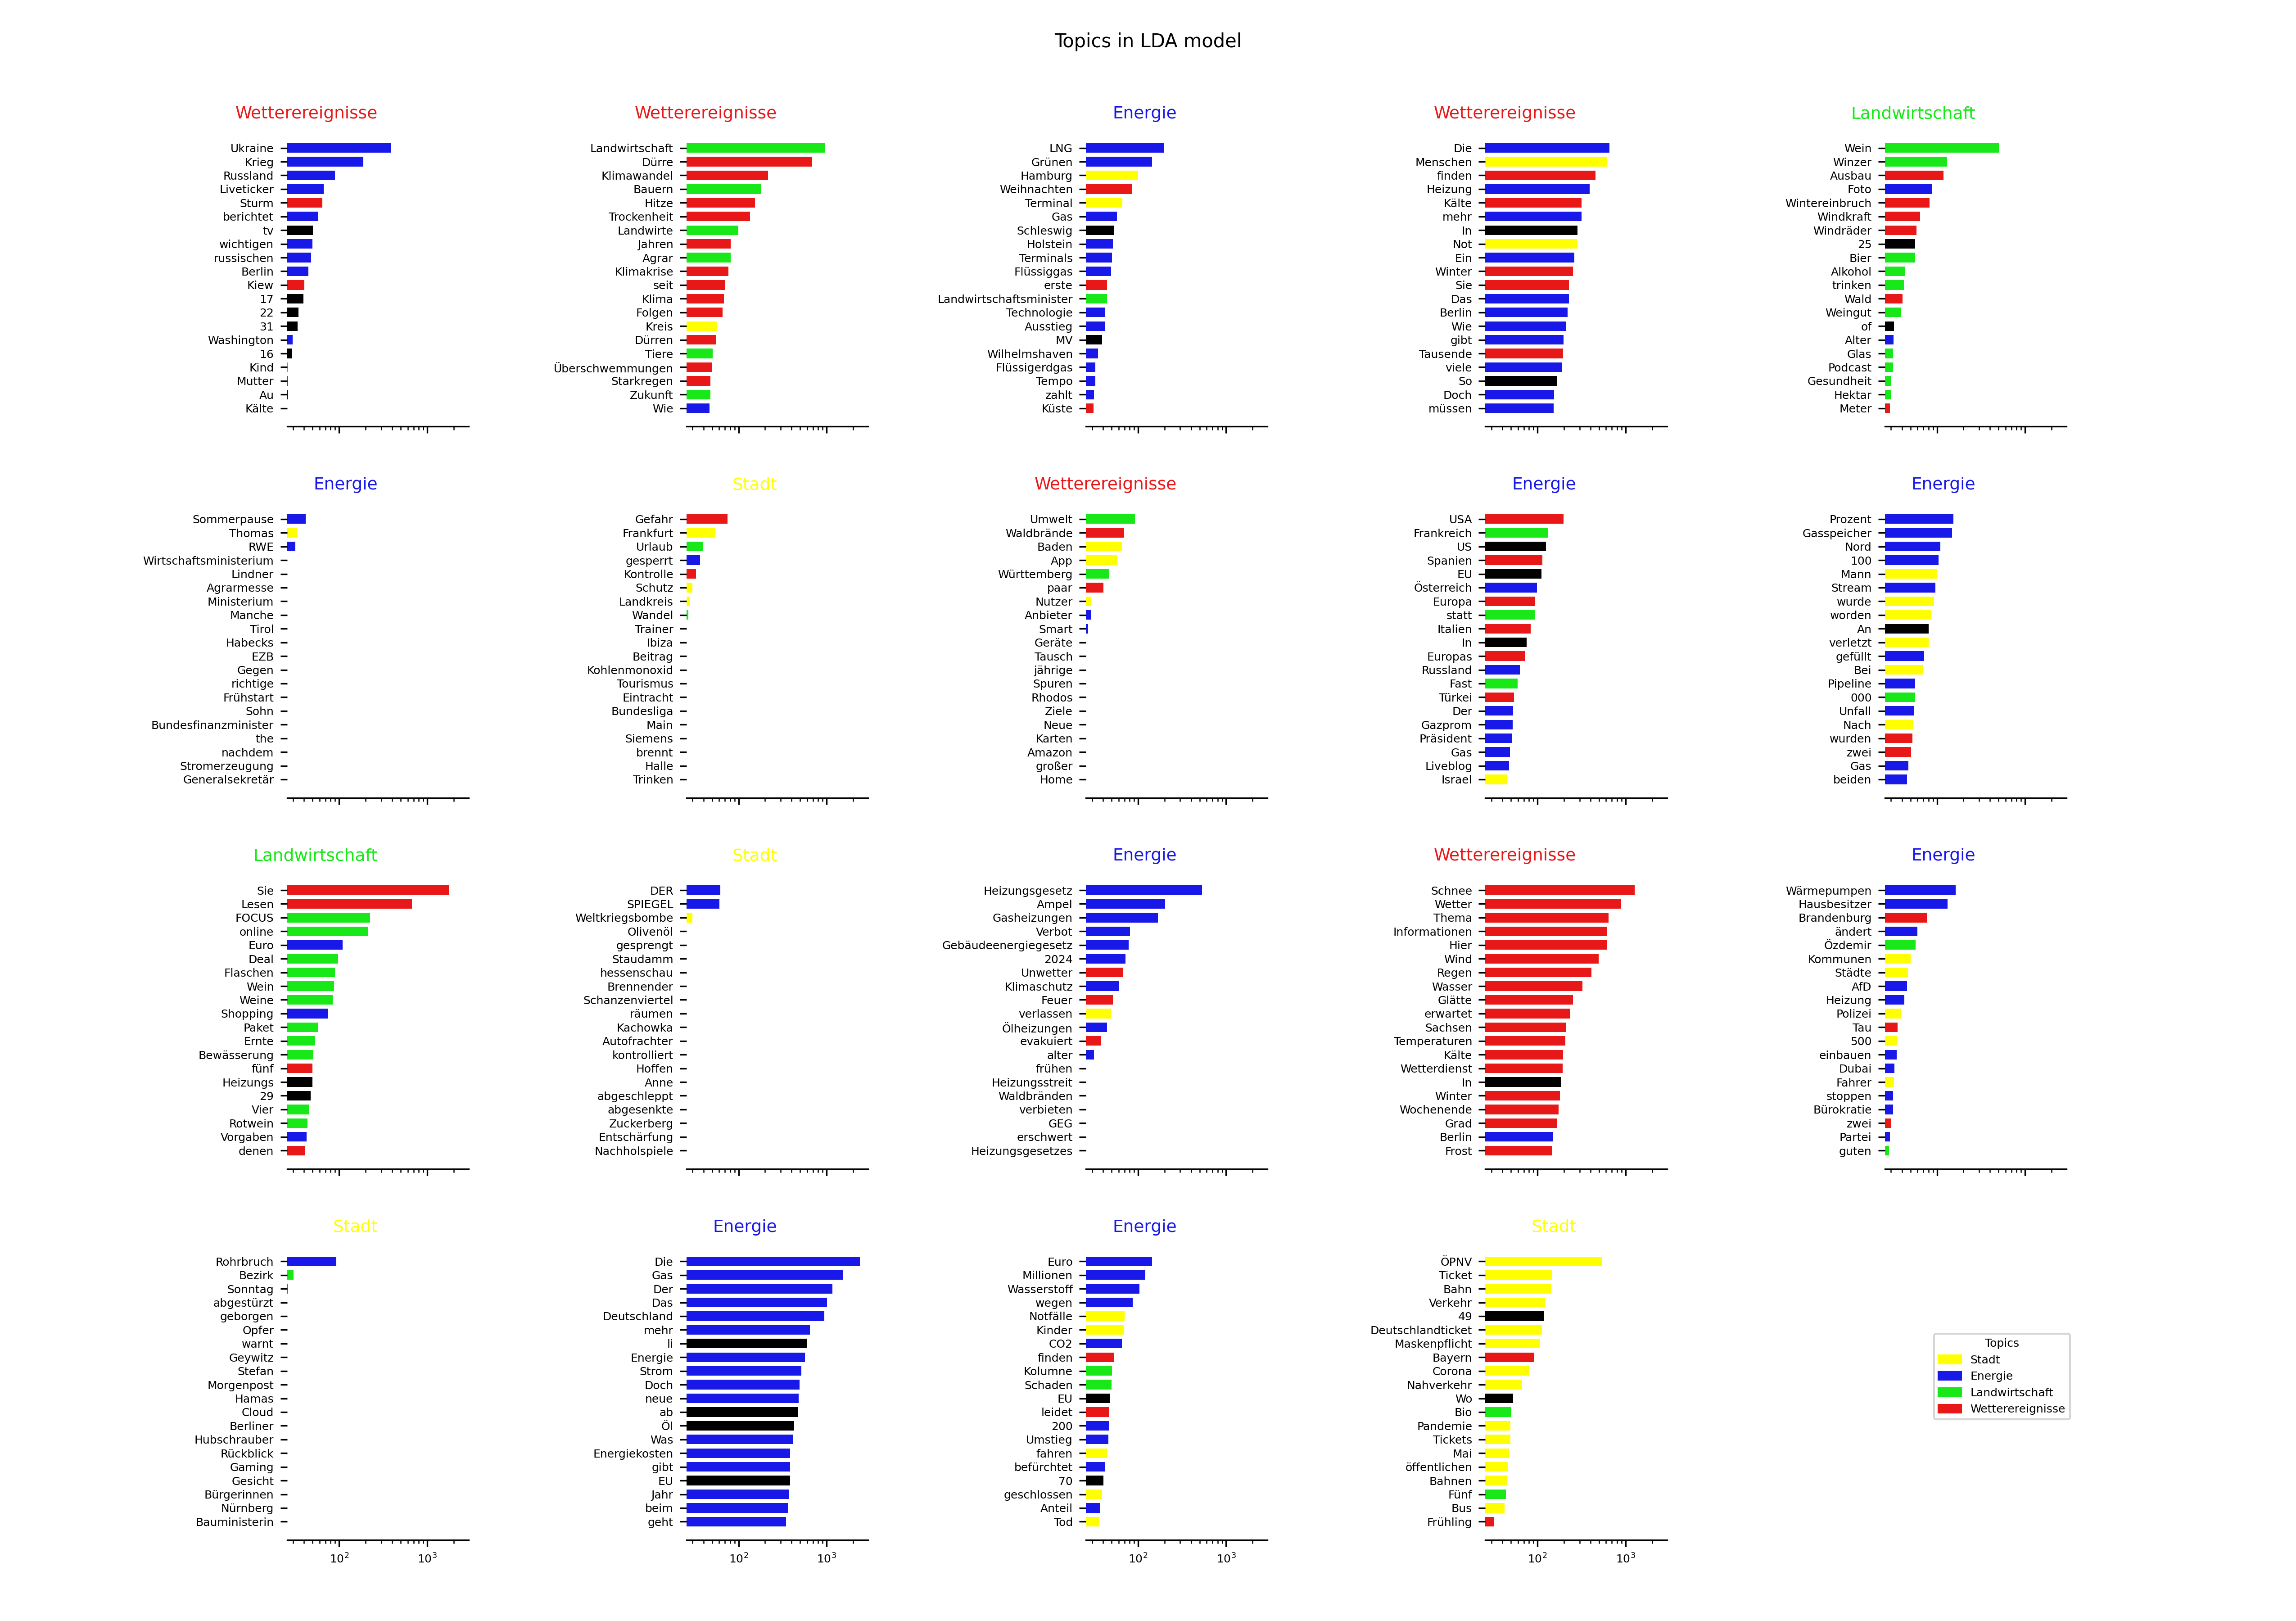 Topics in LDA model
Wetterereignisse
Ukraine
Krieg
Russland
Liveticker
Sturm
berichtet
tv
wichtigen
russischen
Berlin
Kiew
17
22
31
Washington
16
Kind
Mutter
Au
Kälte
Wetterereignisse
Landwirtschaft
Dürre
Klimawandel
Bauern
Hitze
Trockenheit
Landwirte
Jahren
Agrar
Klimakrise
seit
Klima
Folgen
Kreis
Dürren
Tiere
Überschwemmungen
Starkregen
Zukunft
Wie
Energie
LNG
Grünen
Hamburg
Weihnachten
Terminal
Gas
Schleswig
Holstein
Terminals
Flüssiggas
erste
Landwirtschaftsminister
Technologie
Ausstieg
MV
Wilhelmshaven
Flüssigerdgas
Tempo
zahlt
Küste
Wetterereignisse
Die
Menschen
finden
Heizung
Kälte
mehr
In
Not
Ein
Winter
Sie
Das
Berlin
Wie
gibt
Tausende
viele
So
Doch
müssen
Landwirtschaft
Wein
Winzer
Ausbau
Foto
Wintereinbruch
Windkraft
Windräder
25
Bier
Alkohol
trinken
Wald
Weingut
of
Alter
Glas
Podcast
Gesundheit
Hektar
Meter
Energie
Sommerpause
Thomas
RWE
Wirtschaftsministerium
Lindner
Agrarmesse
Ministerium
Manche
Tirol
Habecks
EZB
Gegen
richtige
Frühstart
Sohn
Bundesfinanzminister
the
nachdem
Stromerzeugung
Generalsekretär
Stadt
Gefahr
Frankfurt
Urlaub
gesperrt
Kontrolle
Schutz
Landkreis
Wandel
Trainer
Ibiza
Beitrag
Kohlenmonoxid
Tourismus
Eintracht
Bundesliga
Main
Siemens
brennt
Halle
Trinken
Wetterereignisse
Umwelt
Waldbrände
Baden
App
Württemberg
paar
Nutzer
Anbieter
Smart
Geräte
Tausch
jährige
Spuren
Rhodos
Ziele
Neue
Karten
Amazon
großer
Home
Energie
USA
Frankreich
US
Spanien
EU
Österreich
Europa
statt
Italien
In
Europas
Russland
Fast
Türkei
Der
Gazprom
Präsident
Gas
Liveblog
Israel
Energie
Prozent
Gasspeicher
Nord
100
Mann
Stream
wurde
worden
An
verletzt
gefüllt
Bei
Pipeline
000
Unfall
Nach
wurden
zwei
Gas
beiden
Landwirtschaft
Sie
Lesen
FOCUS
online
Euro
Deal
Flaschen
Wein
Weine
Shopping
Paket
Ernte
Bewässerung
fünf
Heizungs
29
Vier
Rotwein
Vorgaben
denen
Stadt
DER
SPIEGEL
Weltkriegsbombe
Olivenöl
gesprengt
Staudamm
hessenschau
Brennender
Schanzenviertel
räumen
Kachowka
Autofrachter
kontrolliert
Hoffen
Anne
abgeschleppt
abgesenkte
Zuckerberg
Entschärfung
Nachholspiele
Energie
Heizungsgesetz
Ampel
Gasheizungen
Verbot
Gebäudeenergiegesetz
2024
Unwetter
Klimaschutz
Feuer
verlassen
Ölheizungen
evakuiert
alter
frühen
Heizungsstreit
Waldbränden
verbieten
GEG
erschwert
Heizungsgesetzes
Wetterereignisse
Schnee
Wetter
Thema
Informationen
Hier
Wind
Regen
Wasser
Glätte
erwartet
Sachsen
Temperaturen
Kälte
Wetterdienst
In
Winter
Wochenende
Grad
Berlin
Frost
Energie
Wärmepumpen
Hausbesitzer
Brandenburg
ändert
Özdemir
Kommunen
Städte
AfD
Heizung
Polizei
Tau
500
einbauen
Dubai
Fahrer
stoppen
Bürokratie
zwei
Partei
guten
Stadt
Rohrbruch
Bezirk
Sonntag
abgestürzt
geborgen
Opfer
warnt
Geywitz
Stefan
Morgenpost
Hamas
Cloud
Berliner
Hubschrauber
Rückblick
Gaming
Gesicht
Bürgerinnen
Nürnberg
Bauministerin
10² 10³
Energie
Die
Gas
Der
Das
Deutschland
mehr
li
Energie
Strom
Doch
neue
ab
Öl
Was
Energiekosten
gibt
EU
Jahr
beim
geht
10² 10³
Energie
Euro
Millionen
Wasserstoff
wegen
Notfälle
Kinder
CO2
finden
Kolumne
Schaden
EU
leidet
200
Umstieg
fahren
befürchtet
70
geschlossen
Anteil
Tod
10² 10³
Stadt
ÖPNV
Ticket
Bahn
Verkehr
49
Deutschlandticket
Maskenpflicht
Bayern
Corona
Nahverkehr
Wo
Bio
Pandemie
Tickets
Mai
öffentlichen
Bahnen
Fünf
Bus
Frühling
10² 10³
Topics
Stadt
Energie
Landwirtschaft
Wetterereignisse